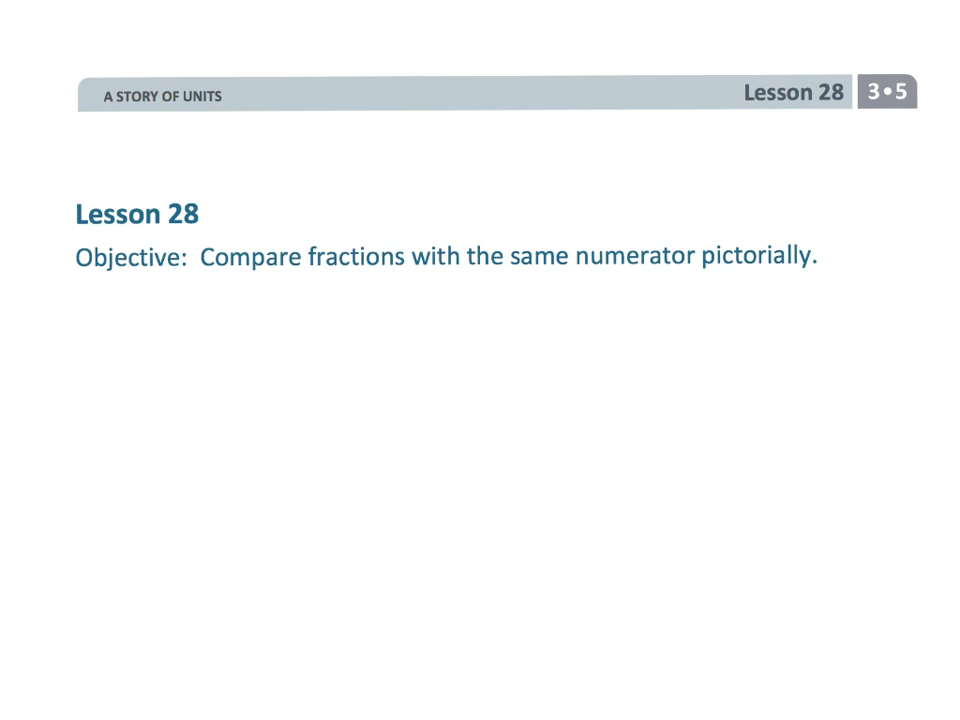 A STORY OF UNITS
Lesson 28 3•5
Lesson 28
Objective: Compare fractions with the same numerator pictorially.